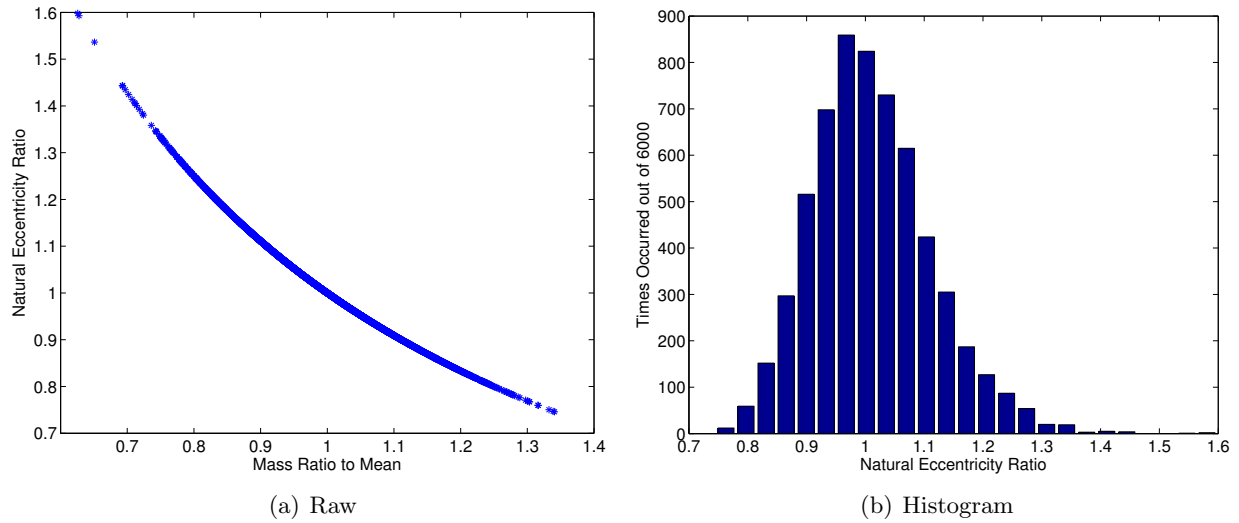 1.6
1.5
1.4
1.3
1.2
1.1
1
0.9
0.8
0.7
0.7 0.8 0.9 1 1.1 1.2 1.3 1.4
Natural Eccentricity Ratio
Mass Ratio to Mean
(a) Raw
900
800
700
600
500
400
300
200
100
0
0.7 0.8 0.9 1 1.1 1.2 1.3 1.4 1.5 1.6
Times Occurred out of 6000
Natural Eccentricity Ratio
(b) Histogram